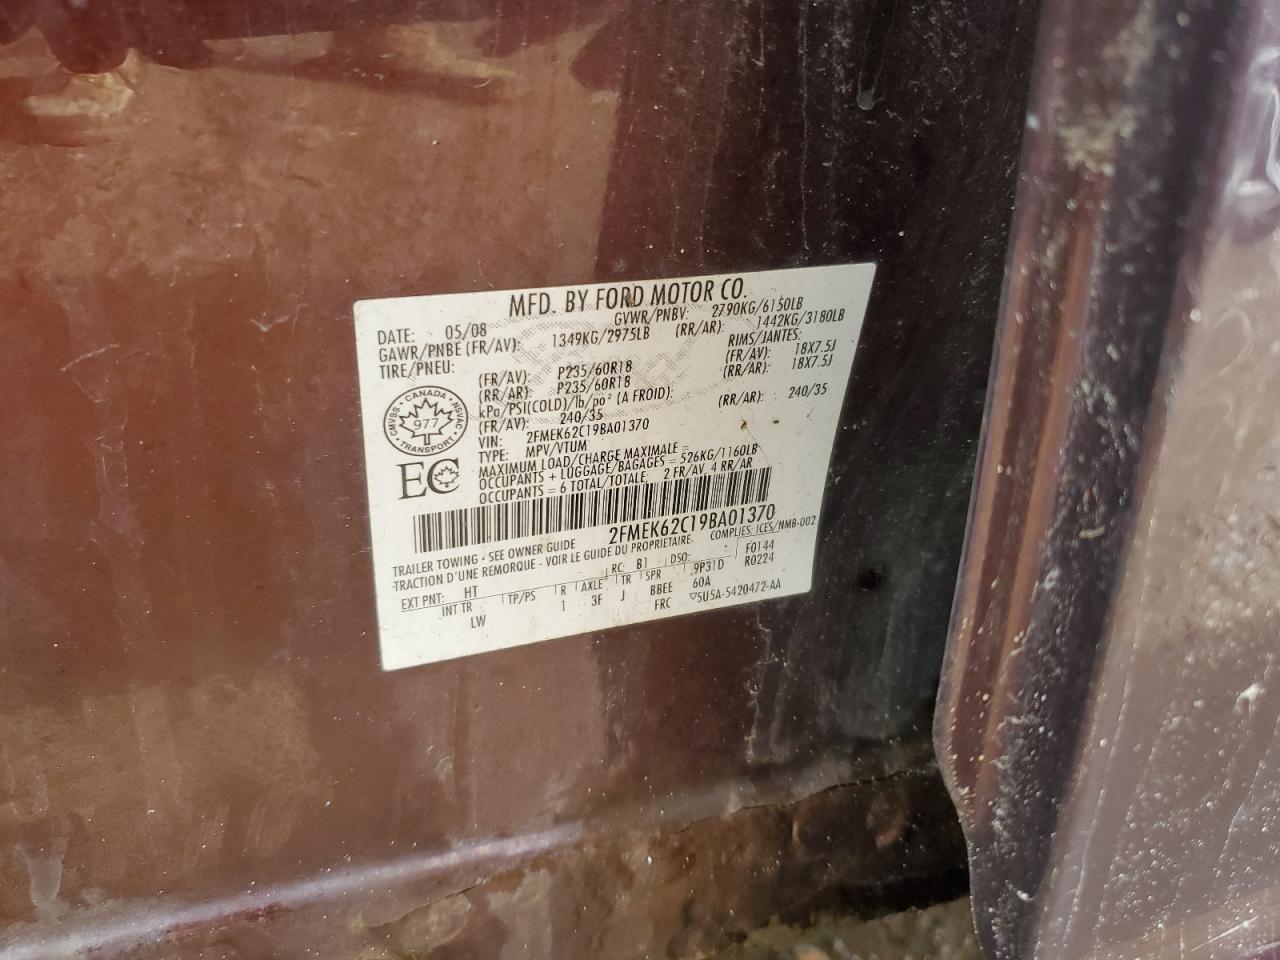 MFD. BY FORD MOTOR CO.
DATE: 05/08 GVWR/PNBV: 2790KG/6150LB
GAWR/PNBE (FR/AV): 1349KG/2975LB (RR/AR): 1442KG/3180LB
TIRE/PNEU: RIMS/JANTES:
(FR/AV): P235/60R18 (FR/AV): 18X7.5J
(RR/AR): P235/60R18 (RR/AR): 18X7.5J
kPa/PSI(COLD)/lb/po² (A FROID):
(FR/AV): 240/35 (RR/AR): 240/35
VIN: 2FMEK62C19BA01370
TYPE: MPV/VTUM
MAXIMUM LOAD/CHARGE MAXIMALE =
OCCUPANTS + LUGGAGE/BAGAGES = 526KG/1160LB
OCCUPANTS = 6 TOTAL/TOTALE, 2 FR/AV, 4 RR/AR
CANADA
CMVSS 977 NSVAC
TRANSPORT
EC
2FMEK62C19BA01370
TRAILER TOWING - SEE OWNER GUIDE COMPLIES: ICES/NMB-002
TRACTION D'UNE REMORQUE - VOIR LE GUIDE DU PROPRIETAIRE
EXT PNT: HT RC: B1 DSO: F0144
INT TR TP/PS R AXLE TR SPR 9P31D R0224
LW 1 3F J BBEE 60A
FRC ▽5U5A-5420472-AA